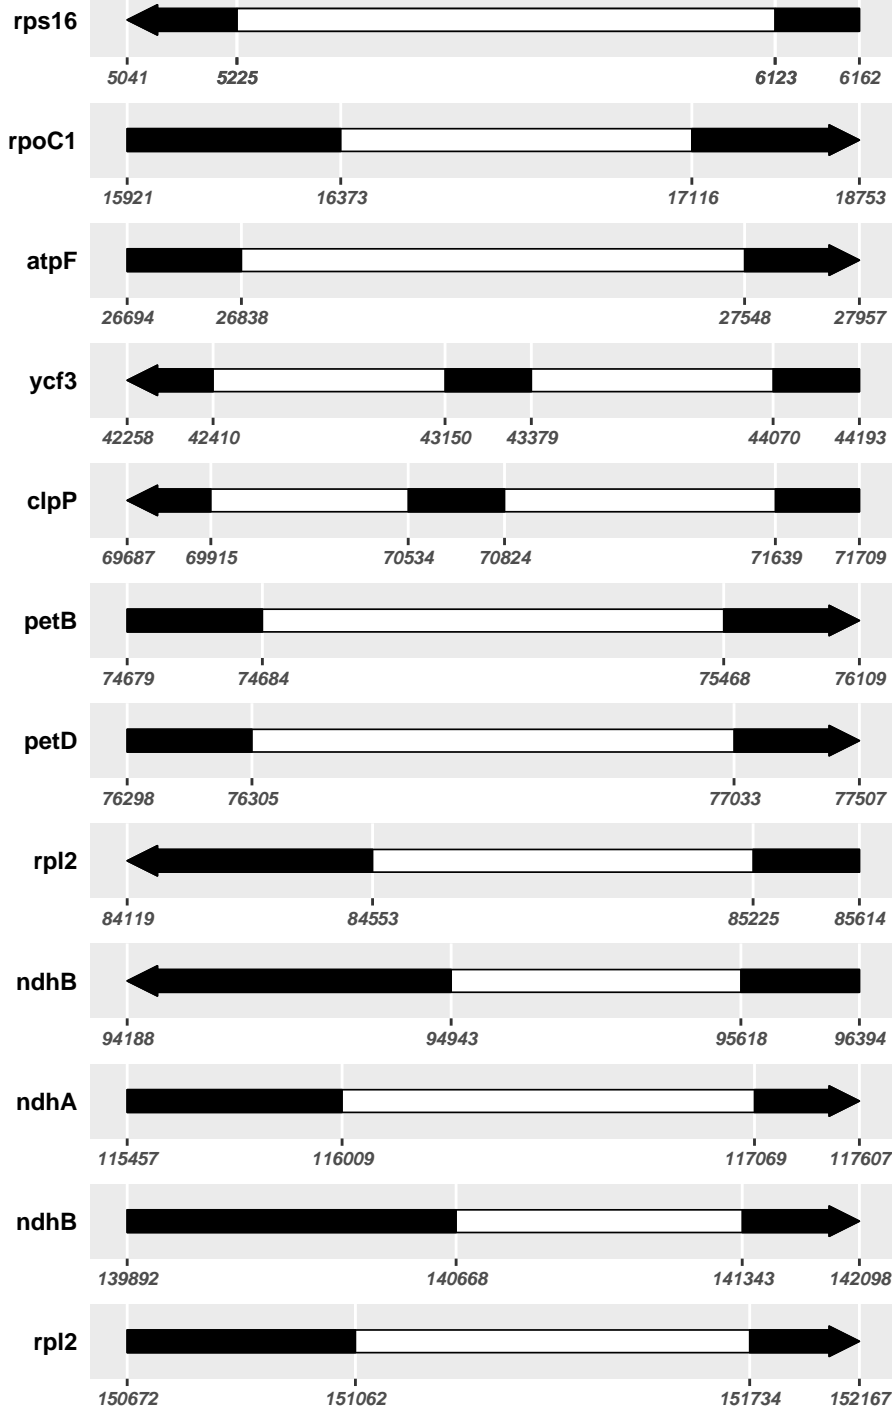 rps16
5041 5225 6123 6162
rpoC1
15921 16373 17116 18753
atpF
26694 26838 27548 27957
ycf3
42258 42410 43150 43379 44070 44193
clpP
69687 69915 70534 70824 71639 71709
petB
74679 74684 75468 76109
petD
76298 76305 77033 77507
rpl2
84119 84553 85225 85614
ndhB
94188 94943 95618 96394
ndhA
115457 116009 117069 117607
ndhB
139892 140668 141343 142098
rpl2
150672 151062 151734 152167